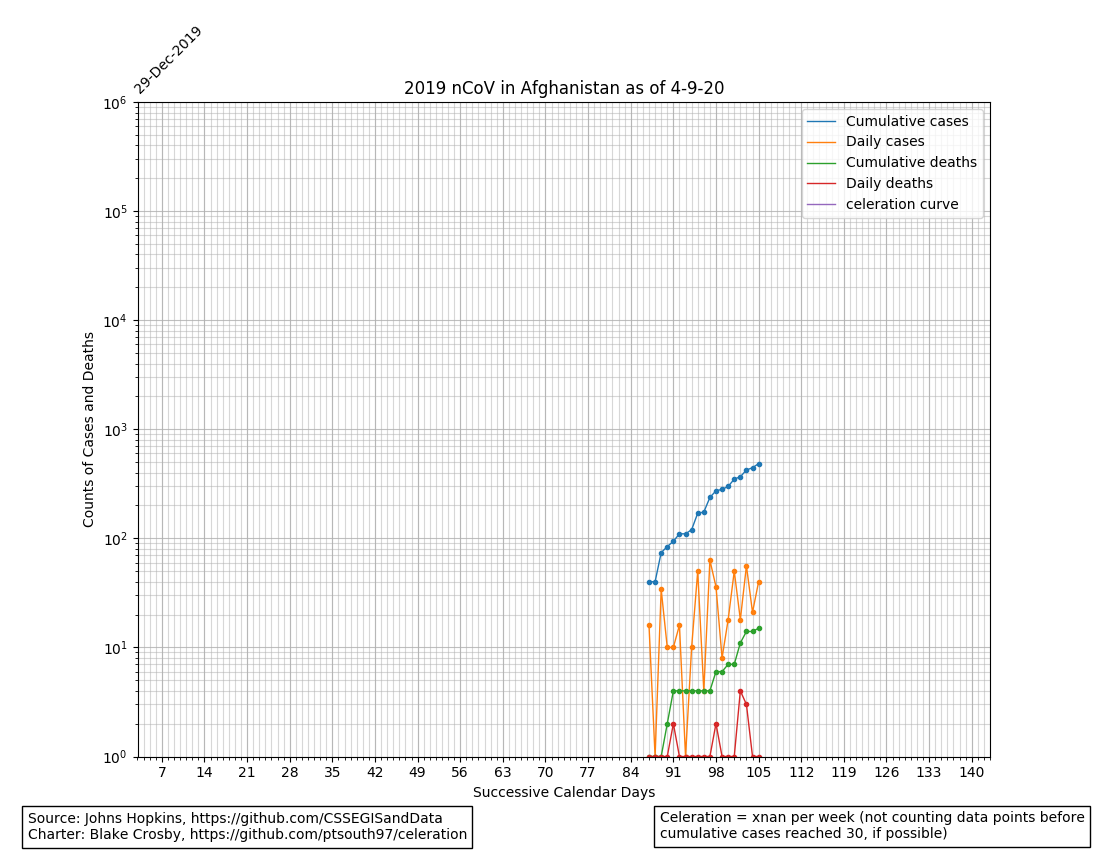 29-Dec-2019
2019 nCoV in Afghanistan as of 4-9-20
Cumulative cases
Daily cases
Cumulative deaths
Daily deaths
celeration curve
Counts of Cases and Deaths
10^6
10^5
10^4
10^3
10^2
10^1
10^0
7 14 21 28 35 42 49 56 63 70 77 84 91 98 105 112 119 126 133 140
Successive Calendar Days
Source: Johns Hopkins, https://github.com/CSSEGISandData
Charter: Blake Crosby, https://github.com/ptsouth97/celeration
Celeration = xnan per week (not counting data points before
cumulative cases reached 30, if possible)